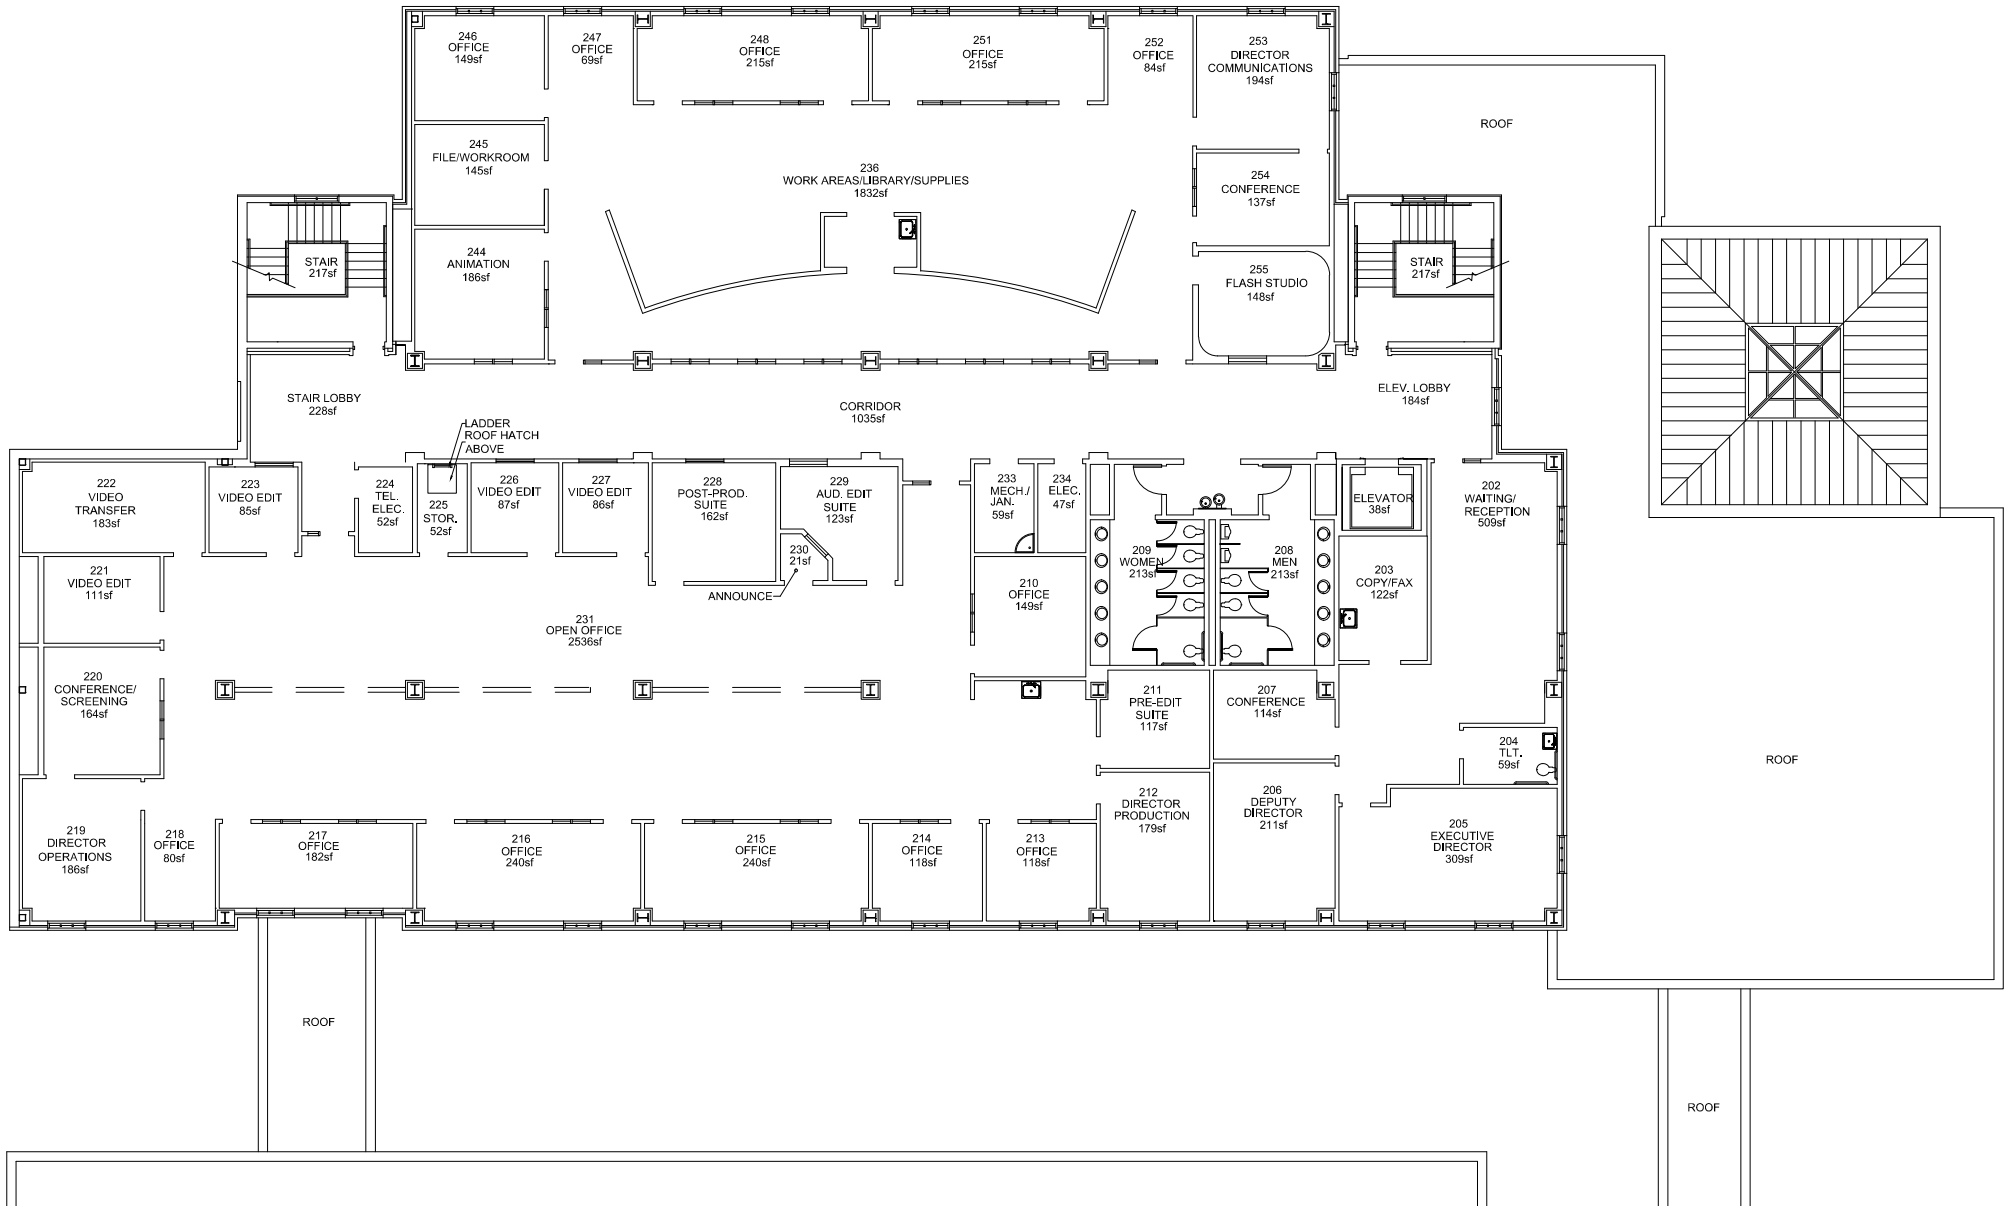 246
OFFICE
149sf
247
OFFICE
69sf
248
OFFICE
215sf
251
OFFICE
215sf
252
OFFICE
84sf
253
DIRECTOR
COMMUNICATIONS
194sf
ROOF
245
FILE/WORKROOM
145sf
236
WORK AREAS/LIBRARY/SUPPLIES
1832sf
254
CONFERENCE
137sf
STAIR
217sf
244
ANIMATION
186sf
255
FLASH STUDIO
148sf
STAIR
217sf
STAIR LOBBY
228sf
CORRIDOR
1035sf
ELEV. LOBBY
184sf
LADDER
ROOF HATCH
ABOVE
222
VIDEO
TRANSFER
183sf
223
VIDEO EDIT
85sf
224
TEL.
ELEC.
52sf
225
STOR.
52sf
226
VIDEO EDIT
87sf
227
VIDEO EDIT
86sf
228
POST-PROD.
SUITE
162sf
229
AUD. EDIT
SUITE
123sf
233
MECH./
JAN.
59sf
234
ELEC.
47sf
ELEVATOR
38sf
202
WAITING/
RECEPTION
509sf
230
21sf
ANNOUNCE
209
WOMEN
213sf
208
MEN
213sf
203
COPY/FAX
122sf
221
VIDEO EDIT
111sf
210
OFFICE
149sf
231
OPEN OFFICE
2536sf
220
CONFERENCE/
SCREENING
164sf
211
PRE-EDIT
SUITE
117sf
207
CONFERENCE
114sf
204
TLT.
59sf
ROOF
219
DIRECTOR
OPERATIONS
186sf
218
OFFICE
80sf
217
OFFICE
182sf
216
OFFICE
240sf
215
OFFICE
240sf
214
OFFICE
118sf
213
OFFICE
118sf
212
DIRECTOR
PRODUCTION
179sf
206
DEPUTY
DIRECTOR
211sf
205
EXECUTIVE
DIRECTOR
309sf
ROOF
ROOF